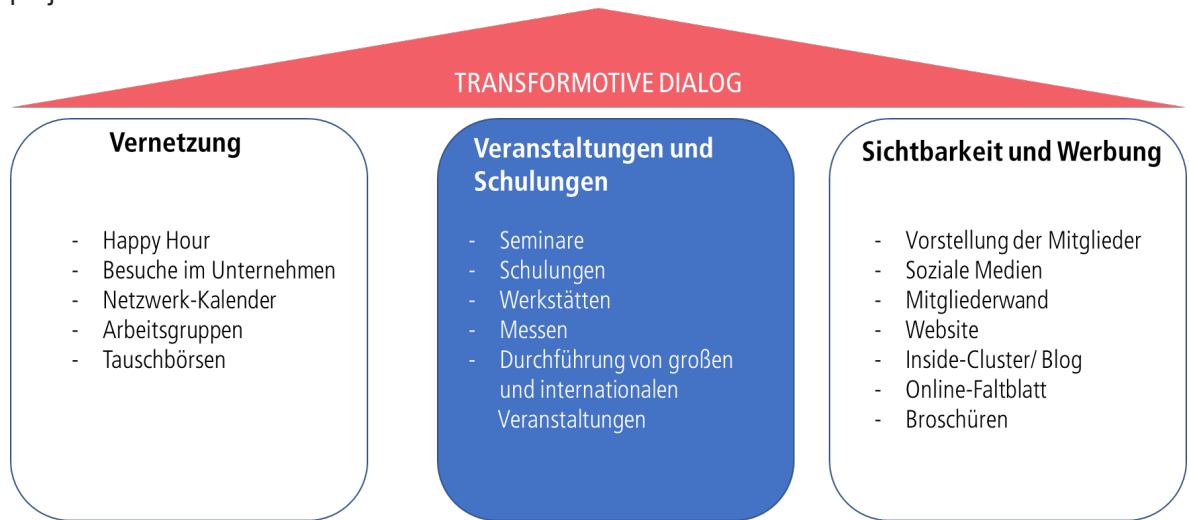 TRANSFORMOTIVE DIALOG
Vernetzung
- Happy Hour
- Besuche im Unternehmen
- Netzwerk-Kalender
- Arbeitsgruppen
- Tauschbörsen
Veranstaltungen und
Schulungen
- Seminare
- Schulungen
- Werkstätten
- Messen
- Durchführung von großen
und internationalen
Veranstaltungen
Sichtbarkeit und Werbung
- Vorstellung der Mitglieder
- Soziale Medien
- Mitgliederwand
- Website
- Inside-Cluster/ Blog
- Online-Faltblatt
- Broschüren